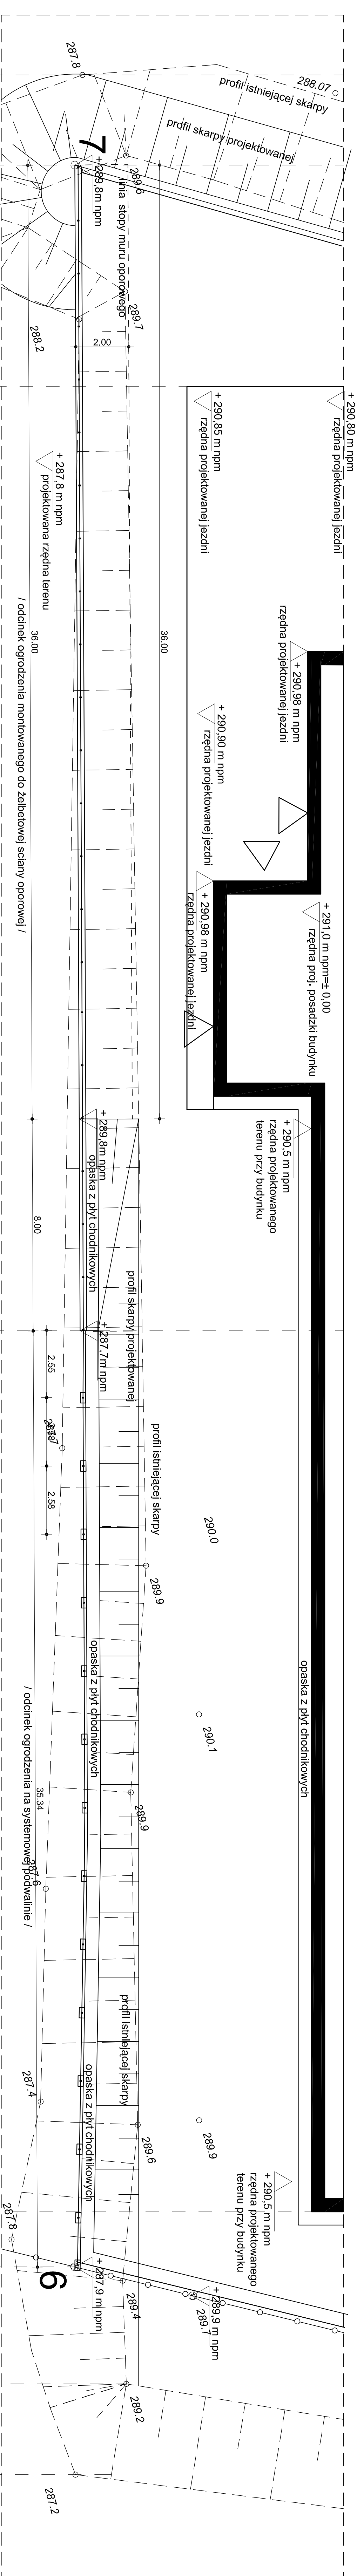 287.8
288.07
profil istniejącej skarpy
profil skarpy projektowanej
7
+ 289,8m npm
289.6
linia stopy muru oporowego
289.7
288.2
2,00
+ 290,80 m npm
rzędna projektowanej jezdni
+ 290,85 m npm
rzędna projektowanej jezdni
+ 287,8 m npm
projektowana rzędna terenu
36.00
36.00
/ odcinek ogrodzenia montowanego do żelbetowej sciany oporowej /
+ 290,98 m npm
rzędna projektowanej jezdni
+ 290,90 m npm
rzędna projektowanej jezdni
+ 290,98 m npm
rzędna projektowanej jezdni
+ 291,0 m npm=± 0,00
rzędna proj. posadzki budynku
+ 290,5 m npm
rzędna projektowanego
terenu przy budynku
+ 289,8m npm
opaska z płyt chodnikowych
8.00
profil skarpy projektowanej
+ 287,7m npm
2.55
2.58
profil istniejącej skarpy
290.0
289.9
290.1
opaska z płyt chodnikowych
opaska z płyt chodnikowych
289.9
/ odcinek ogrodzenia na systemowej podwalinie /
35.34
287.6
profil istniejącej skarpy
287.4
opaska z płyt chodnikowych
289.6
289.9
+ 290,5 m npm
rzędna projektowanego
terenu przy budynku
287.8
6
+ 287,9 m npm
289.4
+ 289,9 m npm
289.7
289.2
287.2